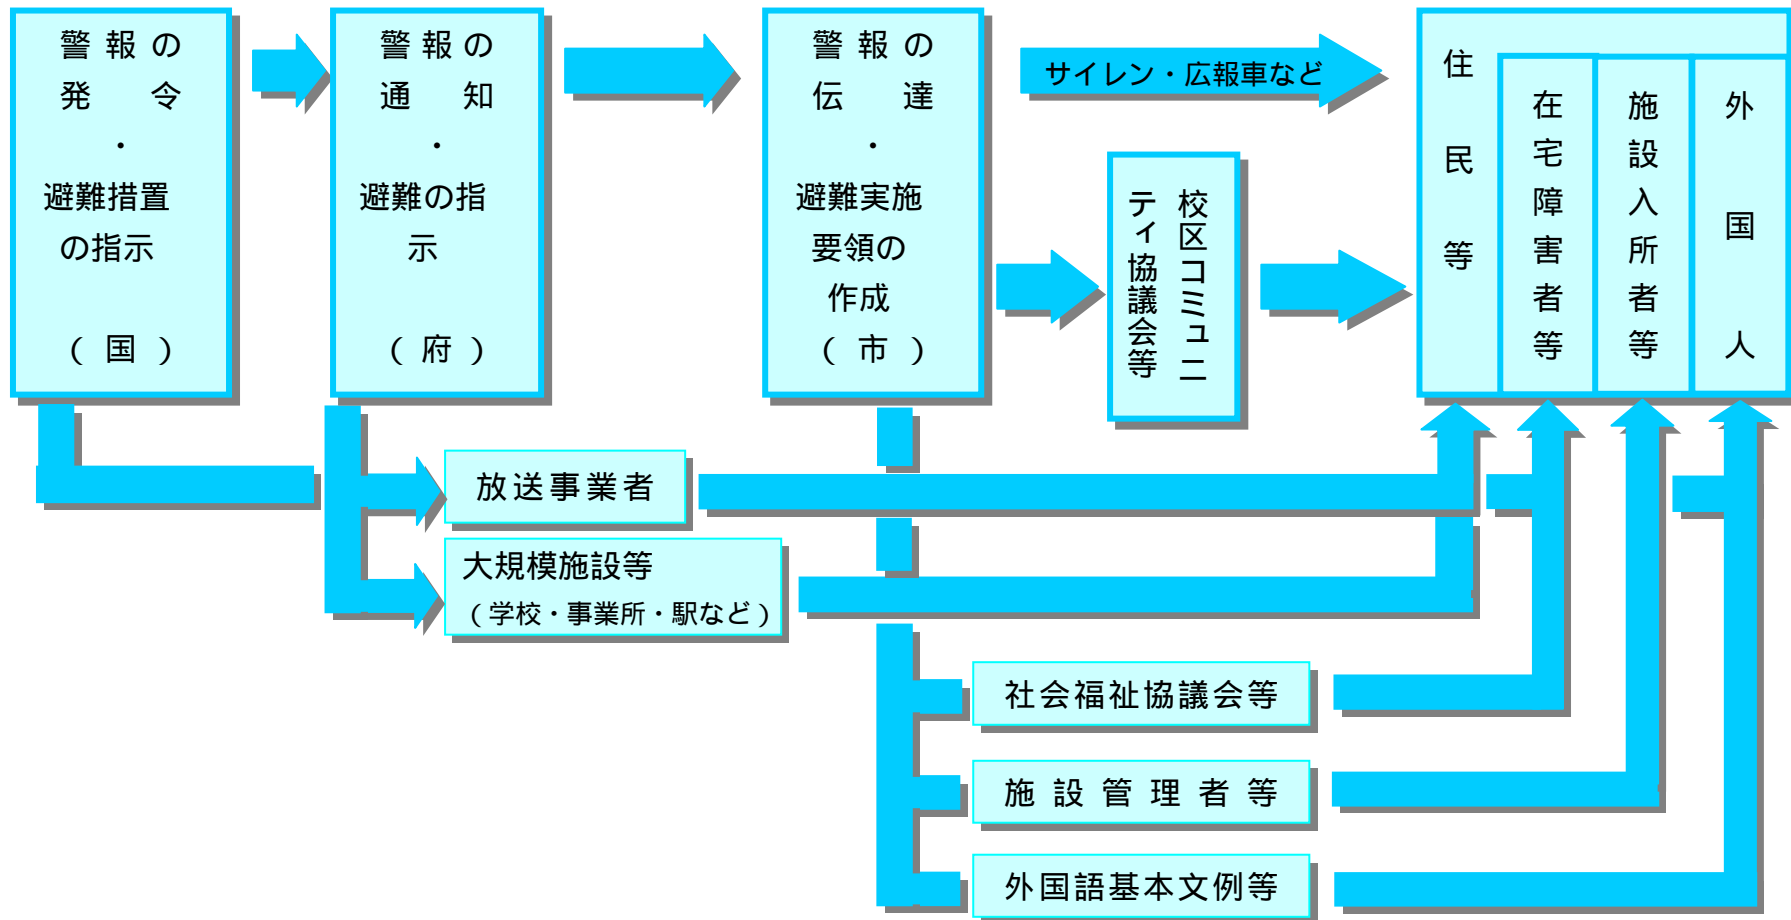 警報の
発令
・
避難措置
の指示
(国)
警報の
通知
・
避難の指
示
(府)
警報の
伝達
・
避難実施
要領の
作成
(市)
サイレン・広報車など
校区コミュニ
ティ協議会等
住民等
在宅障害者等
施設入所者等
外国人
放送事業者
大規模施設等
(学校・事業所・駅など)
社会福祉協議会等
施設管理者等
外国語基本文例等